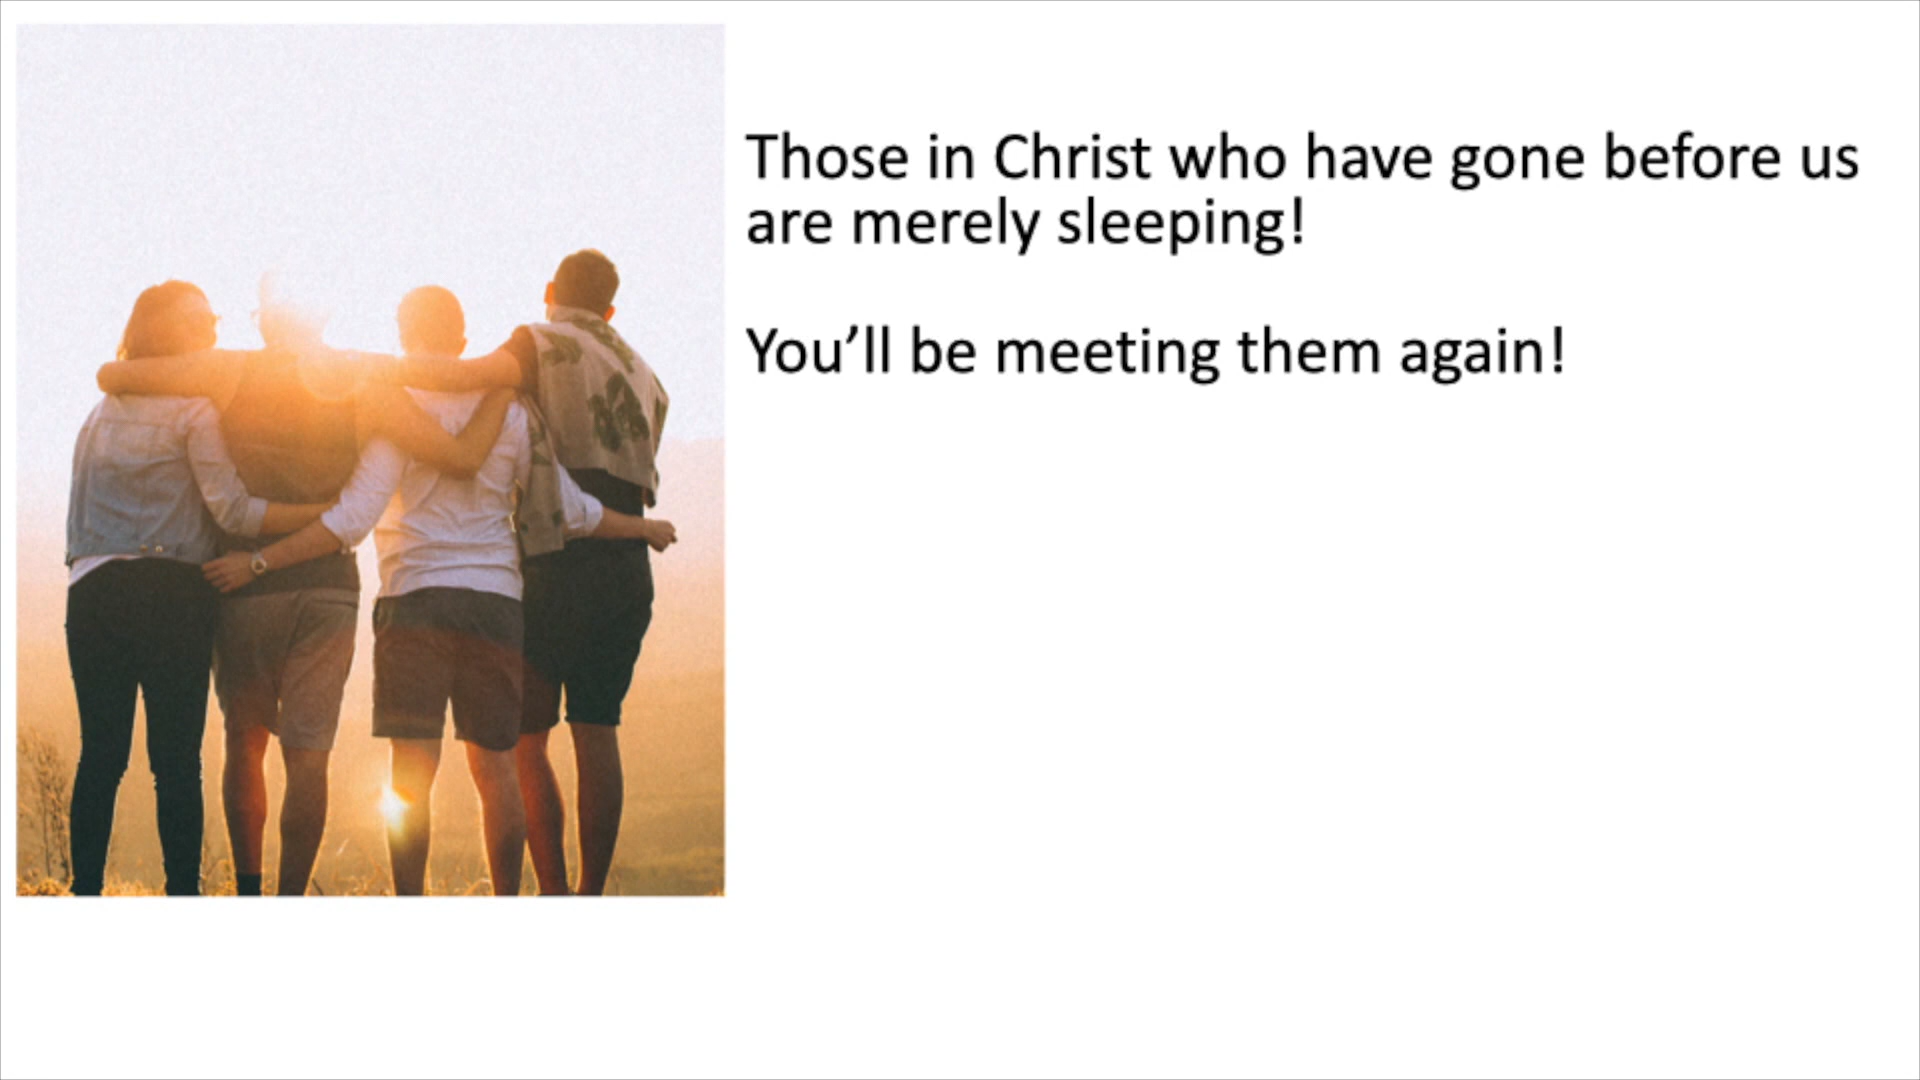 Those in Christ who have gone before us
are merely sleeping!
You’ll be meeting them again!